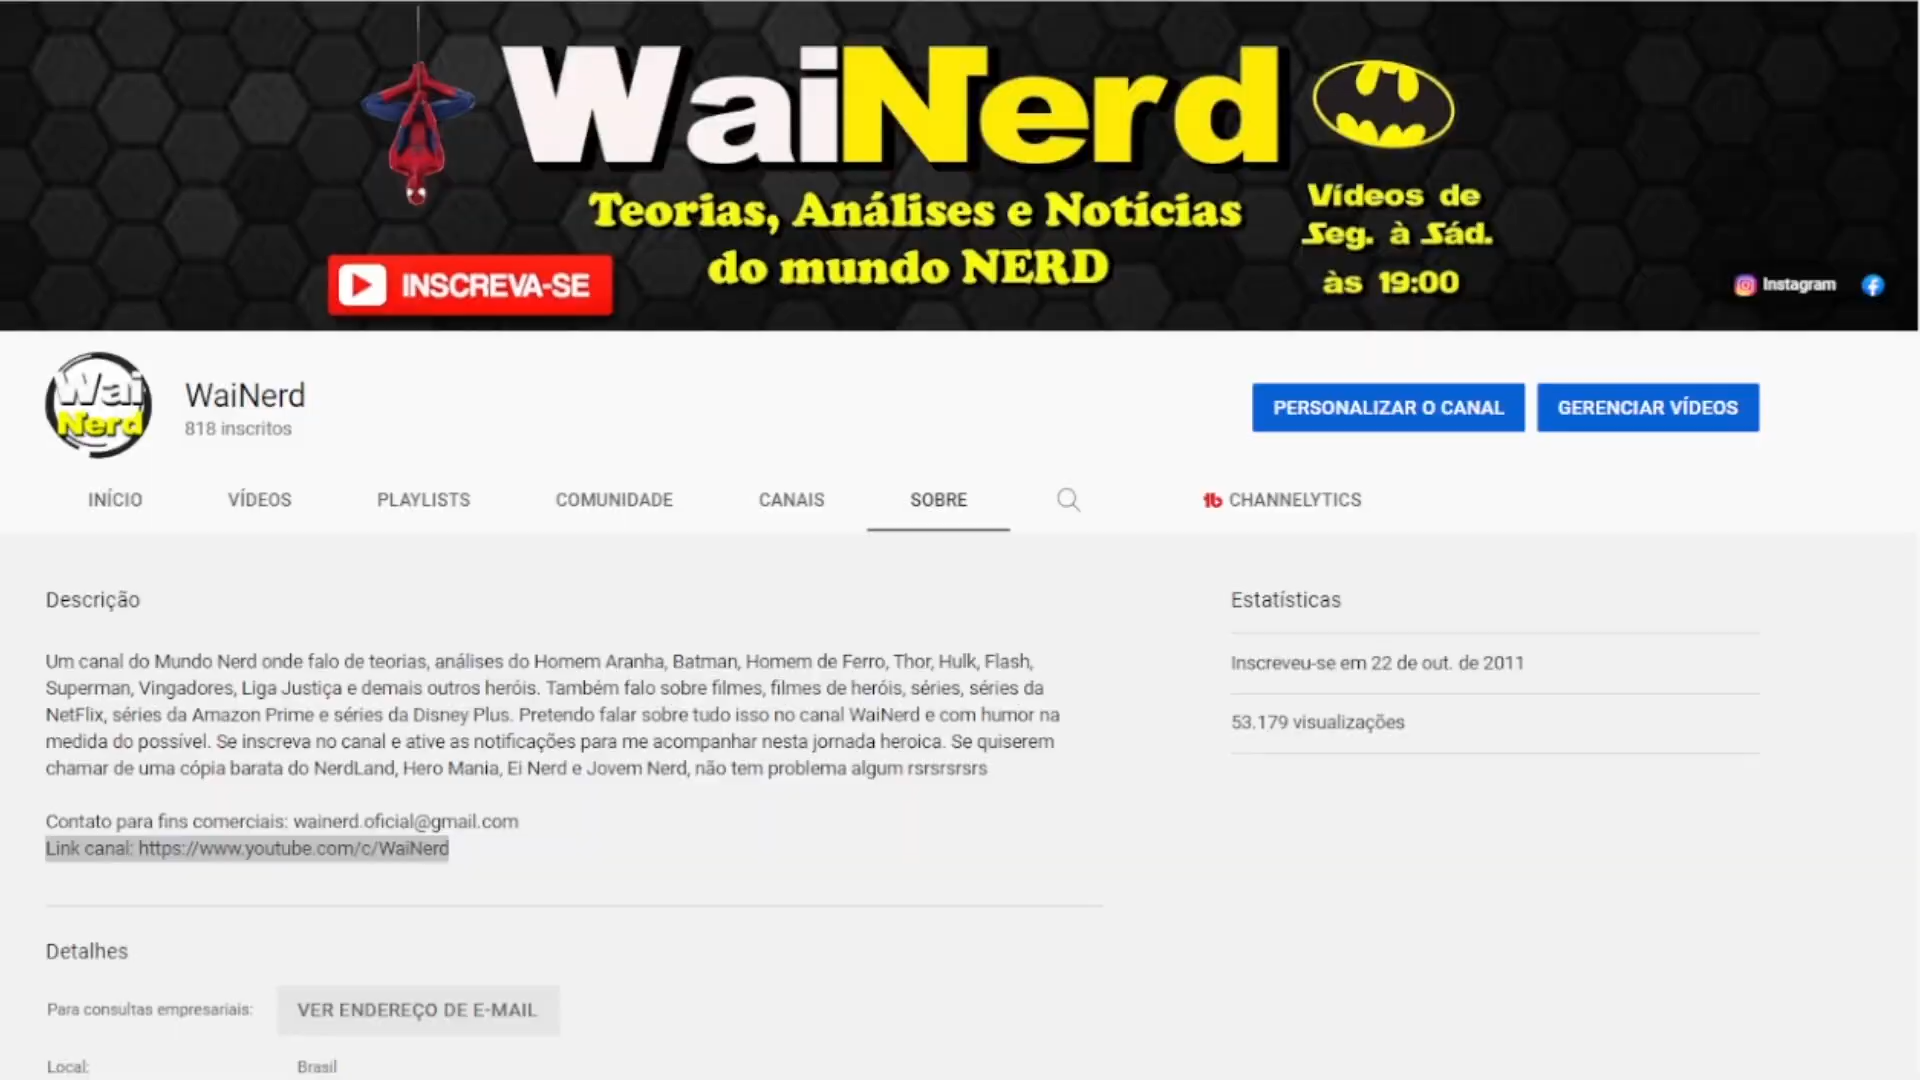 WaiNerd
Teorias, Análises e Notícias
do mundo NERD
Vídeos de
Seg. à Sád.
às 19:00
INSCREVA-SE
Instagram
Wai
Nerd
WaiNerd
818 inscritos
PERSONALIZAR O CANAL
GERENCIAR VÍDEOS
INÍCIO
VÍDEOS
PLAYLISTS
COMUNIDADE
CANAIS
SOBRE
CHANNELYTICS
Descrição
Um canal do Mundo Nerd onde falo de teorias, análises do Homem Aranha, Batman, Homem de Ferro, Thor, Hulk, Flash,
Superman, Vingadores, Liga Justiça e demais outros heróis. Também falo sobre filmes, filmes de heróis, séries, séries da
NetFlix, séries da Amazon Prime e séries da Disney Plus. Pretendo falar sobre tudo isso no canal WaiNerd e com humor na
medida do possível. Se inscreva no canal e ative as notificações para me acompanhar nesta jornada heroica. Se quiserem
chamar de uma cópia barata do NerdLand, Hero Mania, Ei Nerd e Jovem Nerd, não tem problema algum rsrsrsrsrs
Contato para fins comerciais: wainerd.oficial@gmail.com
Link canal: https://www.youtube.com/c/WaiNerd
Estatísticas
Inscreveu-se em 22 de out. de 2011
53.179 visualizações
Detalhes
Para consultas empresariais:
VER ENDEREÇO DE E-MAIL
Local:
Brasil